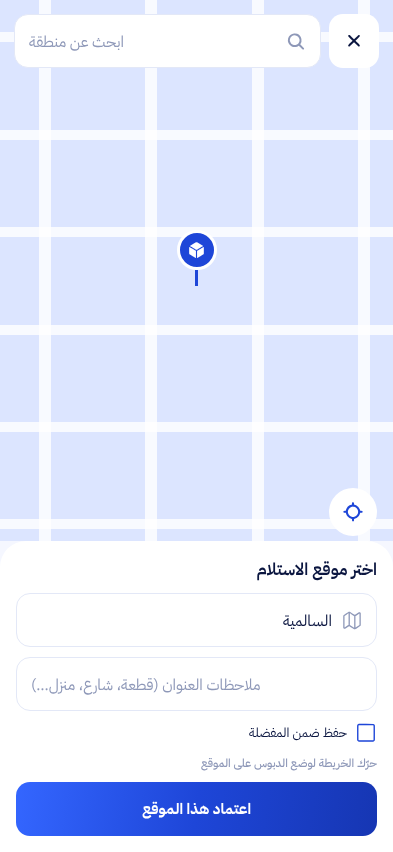 ابحث عن منطقة
اختر موقع الاستلام
السالمية
ملاحظات العنوان (قطعة، شارع، منزل...)
حفظ ضمن المفضلة
حرّك الخريطة لوضع الدبوس على الموقع
اعتماد هذا الموقع